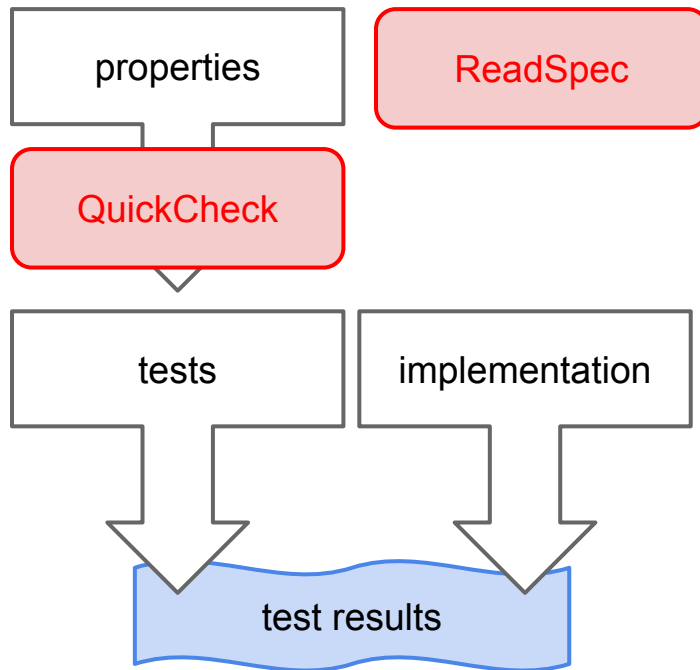 properties
ReadSpec
QuickCheck
tests
implementation
test results